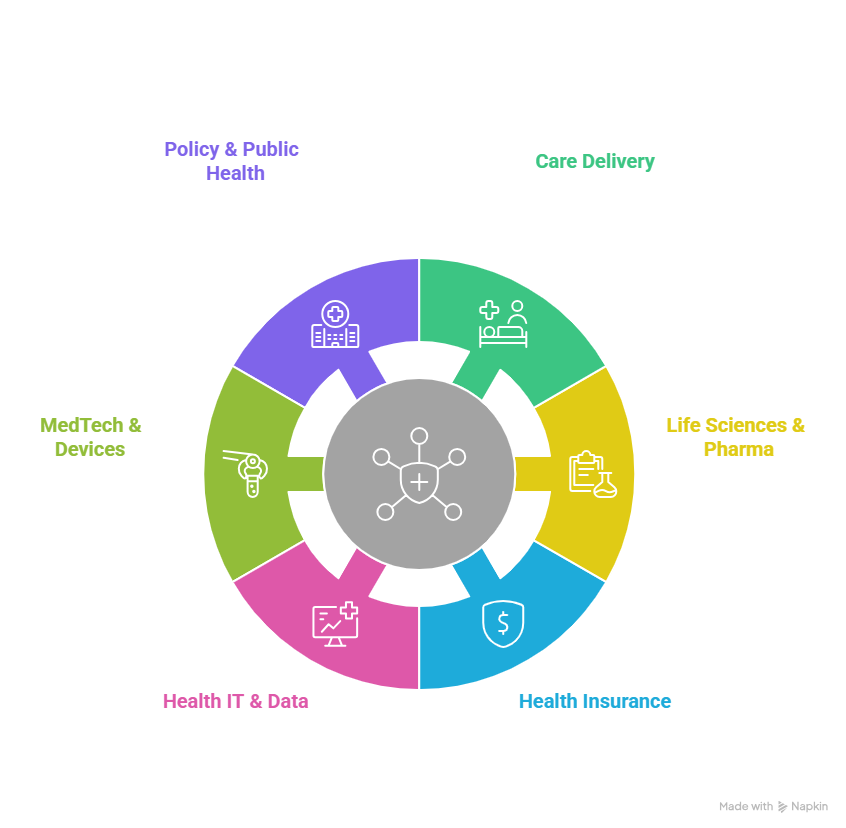 Policy & Public
Health
Care Delivery
MedTech &
Devices
Life Sciences &
Pharma
$
Health IT & Data
Health Insurance
Made with Napkin